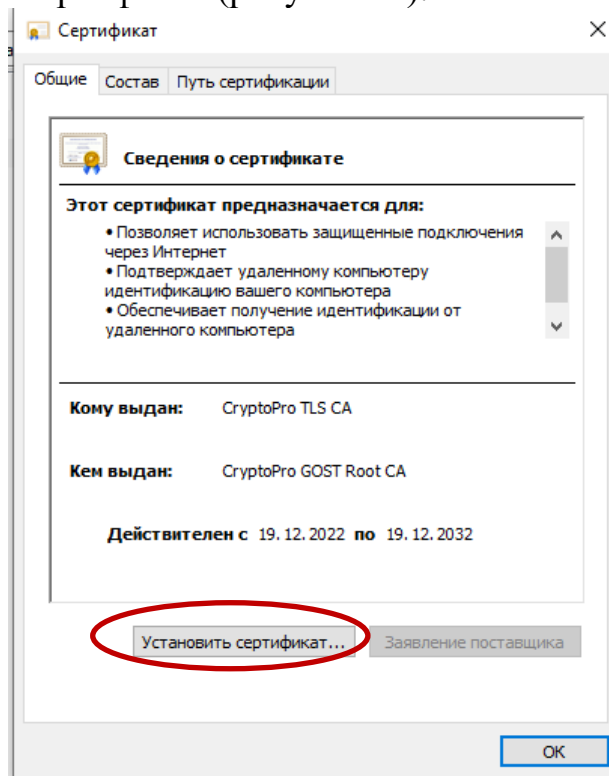 Сертификат
Общие Состав Путь сертификации
Сведения о сертификате
Этот сертификат предназначается для:
• Позволяет использовать защищенные подключения
через Интернет
• Подтверждает удаленному компьютеру
идентификацию вашего компьютера
• Обеспечивает получение идентификации от
удаленного компьютера
Кому выдан: CryptoPro TLS CA
Кем выдан: CryptoPro GOST Root CA
Действителен с 19.12.2022 по 19.12.2032
Установить сертификат... Заявление поставщика
ОК